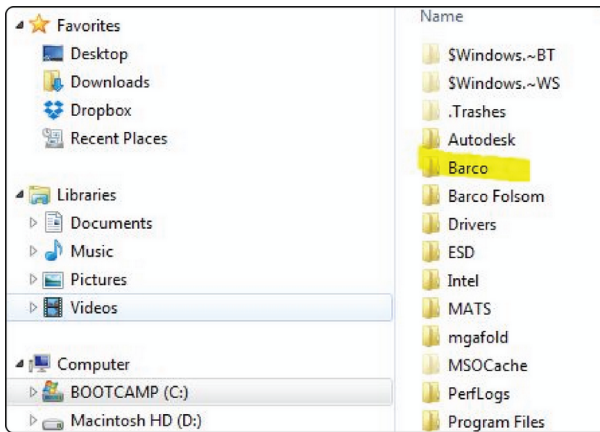 Favorites
Desktop
Downloads
Dropbox
Recent Places
Libraries
Documents
Music
Pictures
Videos
Computer
BOOTCAMP (C:)
Macintosh HD (D:)
Name
$Windows.~BT
$Windows.~WS
.Trashes
Autodesk
Barco
Barco Folsom
Drivers
ESD
Intel
MATS
mgafold
MSOCache
PerfLogs
Program Files